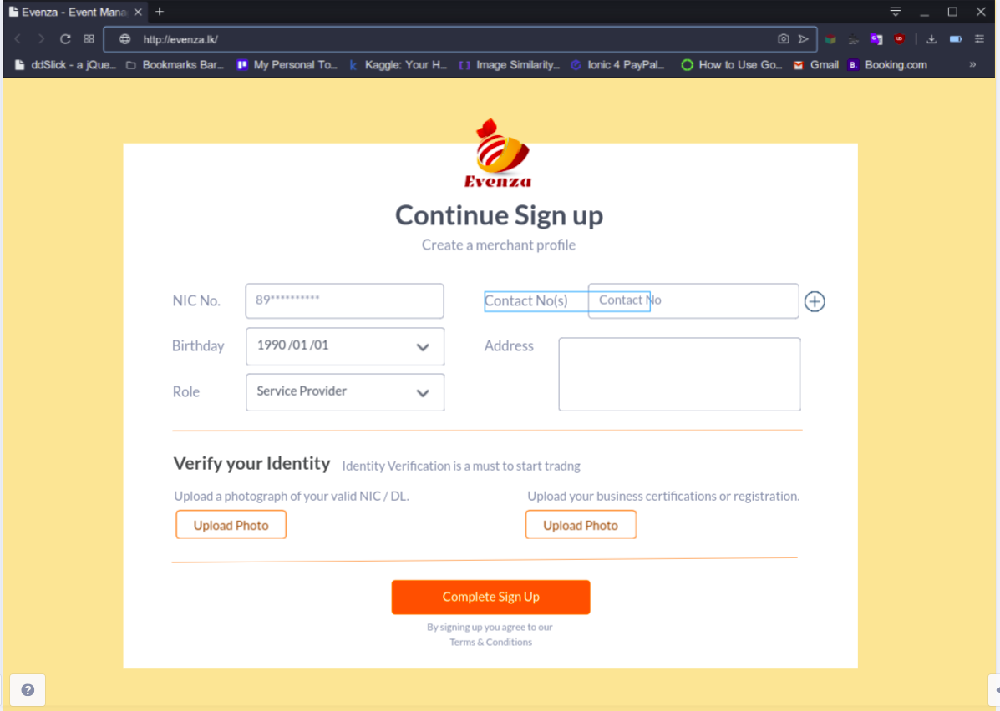 Evenza - Event Mana
http://evenza.lk/
ddSlick - a jQue... Bookmarks Bar... My Personal To... Kaggle: Your H... Image Similarity... Ionic 4 PayPal... How to Use Go... Gmail B. Booking.com »
Evenza
Continue Sign up
Create a merchant profile
NIC No. 89********** Contact No(s) Contact No
Birthday 1990 /01 /01 Address
Role Service Provider
Verify your Identity Identity Verification is a must to start tradng
Upload a photograph of your valid NIC / DL. Upload your business certifications or registration.
Upload Photo Upload Photo
Complete Sign Up
By signing up you agree to our
Terms & Conditions